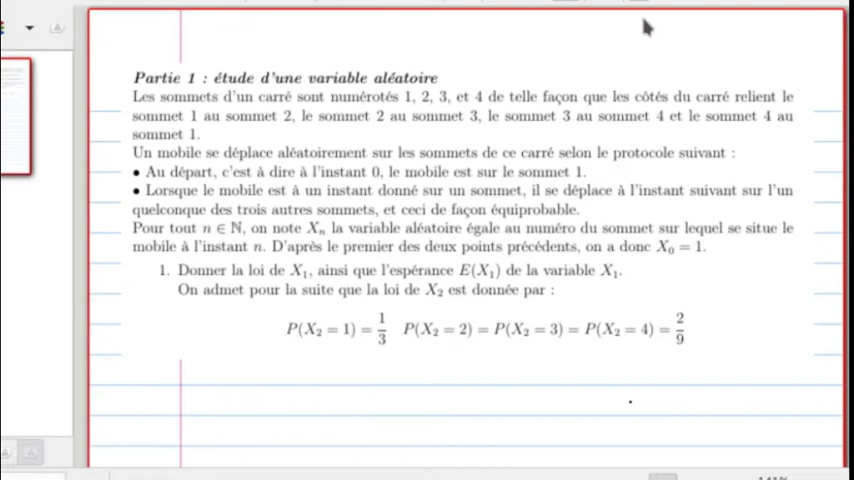 Partie 1 : étude d'une variable aléatoire
Les sommets d'un carré sont numérotés 1, 2, 3, et 4 de telle façon que les côtés du carré relient le
sommet 1 au sommet 2, le sommet 2 au sommet 3, le sommet 3 au sommet 4 et le sommet 4 au
sommet 1.
Un mobile se déplace aléatoirement sur les sommets de ce carré selon le protocole suivant :
• Au départ, c'est à dire à l'instant 0, le mobile est sur le sommet 1.
• Lorsque le mobile est à un instant donné sur un sommet, il se déplace à l'instant suivant sur l'un
quelconque des trois autres sommets, et ceci de façon équiprobable.
Pour tout n ∈ ℕ, on note Xₙ la variable aléatoire égale au numéro du sommet sur lequel se situe le
mobile à l'instant n. D'après le premier des deux points précédents, on a donc X₀ = 1.
1. Donner la loi de X₁, ainsi que l'espérance E(X₁) de la variable X₁.
On admet pour la suite que la loi de X₂ est donnée par :
P(X₂ = 1) = 1/3 P(X₂ = 2) = P(X₂ = 3) = P(X₂ = 4) = 2/9